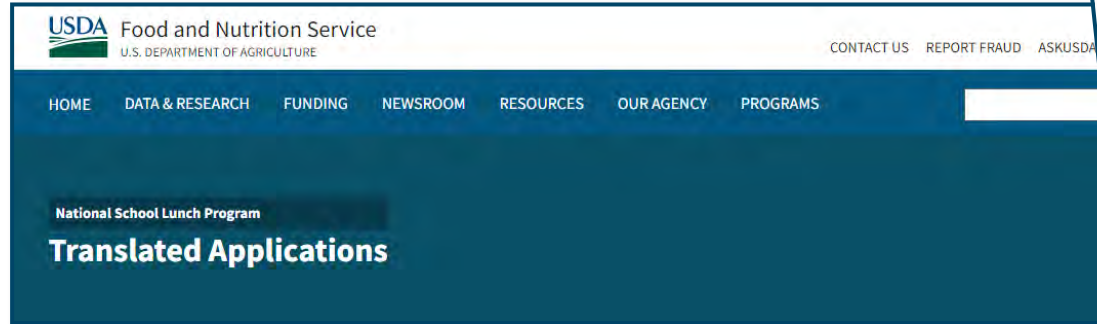 USDA Food and Nutrition Service
U.S. DEPARTMENT OF AGRICULTURE
CONTACT US REPORT FRAUD ASKUSDA
HOME DATA & RESEARCH FUNDING NEWSROOM RESOURCES OUR AGENCY PROGRAMS
National School Lunch Program
Translated Applications